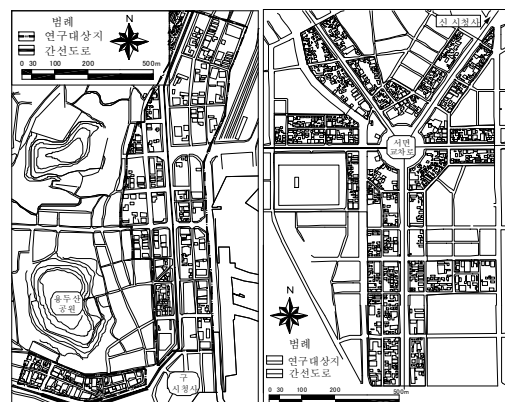 범례
연구대상지
간선도로
0 30 100 200 500m
N
용두산
공원
구
시청사
신 시청사
서면
교차로
N
범례
연구대상지
간선도로
0 30 100 200 500m